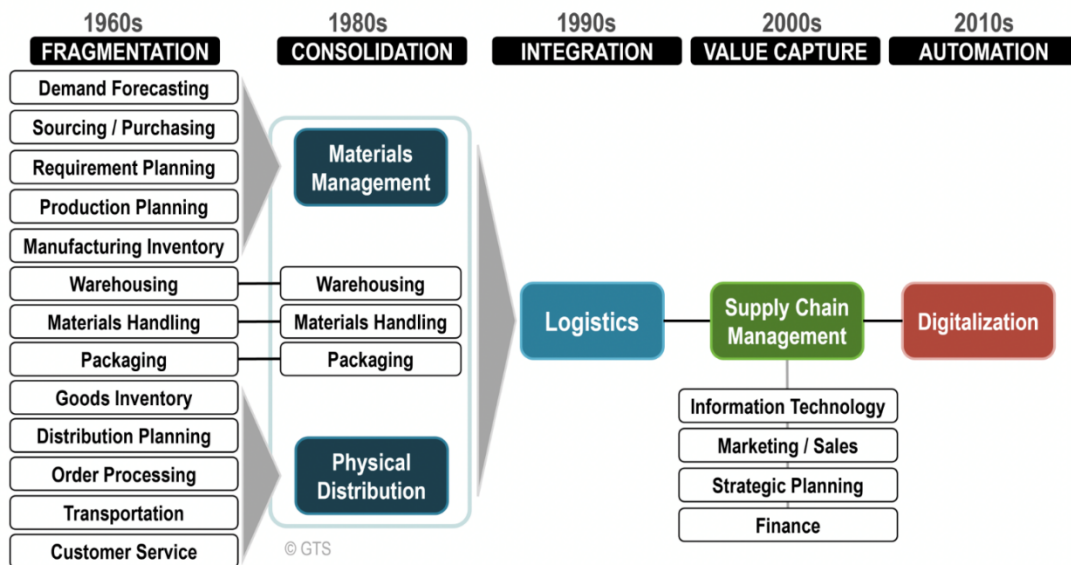 1960s
FRAGMENTATION
Demand Forecasting
Sourcing / Purchasing
Requirement Planning
Production Planning
Manufacturing Inventory
Warehousing
Materials Handling
Packaging
Goods Inventory
Distribution Planning
Order Processing
Transportation
Customer Service
1980s
CONSOLIDATION
Materials
Management
Warehousing
Materials Handling
Packaging
Physical
Distribution
© GTS
1990s
INTEGRATION
Logistics
2000s
VALUE CAPTURE
Supply Chain
Management
Information Technology
Marketing / Sales
Strategic Planning
Finance
2010s
AUTOMATION
Digitalization